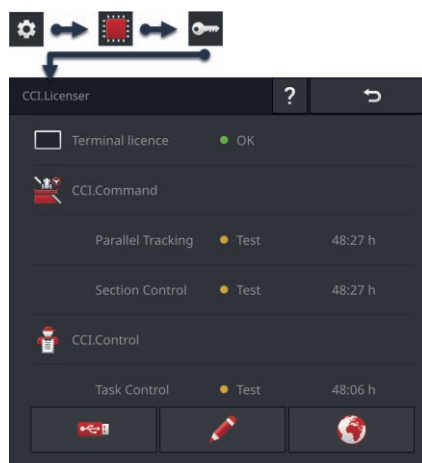 CCI.Licenser ?
Terminal licence OK
CCI.Command
Parallel Tracking Test 48:27 h
Section Control Test 48:27 h
CCI.Control
Task Control Test 48:06 h